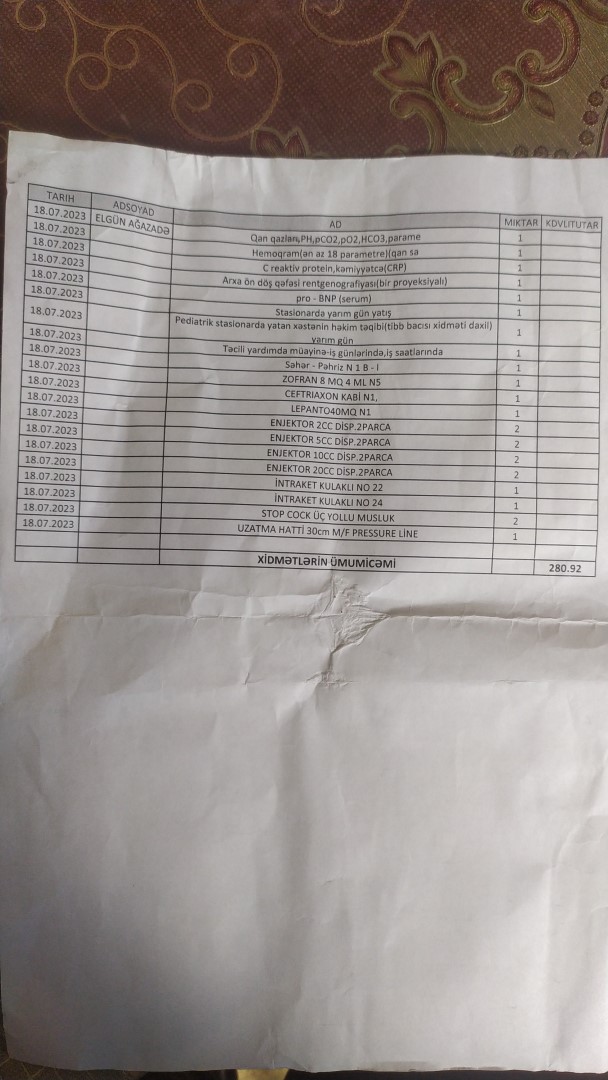 TARIH ADSOYAD AD MIKTAR KDVLITUTAR
18.07.2023 ELGÜN AĞAZADƏ Qan qazları,PH,pCO2,pO2,HCO3,parame 1
18.07.2023 Hemoqram(ən az 18 parametre)(qan sa 1
18.07.2023 C reaktiv protein,kəmiyyətcə(CRP) 1
18.07.2023 Arxa ön döş qəfəsi rentgenoqrafiyası(bir proyeksiyalı) 1
18.07.2023 pro - BNP (serum) 1
18.07.2023 Stasionarda yarım gün yatış 1
18.07.2023 Pediatrik stasionarda yatan xəstənin həkim təqibi(tibb bacısı xidməti daxil) yarım gün 1
18.07.2023 Təcili yardımda müayinə-iş günlərində,iş saatlarında 1
18.07.2023 Səhər - Pəhriz N 1 B - I 1
18.07.2023 ZOFRAN 8 MQ 4 ML N5 1
18.07.2023 CEFTRIAXON KABİ N1, 1
18.07.2023 LEPANTO40MQ N1 1
18.07.2023 ENJEKTOR 2CC DİSP.2PARCA 2
18.07.2023 ENJEKTOR 5CC DİSP.2PARCA 2
18.07.2023 ENJEKTOR 10CC DİSP.2PARCA 2
18.07.2023 ENJEKTOR 20CC DİSP.2PARCA 2
18.07.2023 İNTRAKET KULAKLI NO 22 1
18.07.2023 İNTRAKET KULAKLI NO 24 1
18.07.2023 STOP COCK ÜÇ YOLLU MUSLUK 2
18.07.2023 UZATMA HATTİ 30cm M/F PRESSURE LİNE 1
XİDMƏTLƏRİN ÜMUMİCƏMİ 280.92